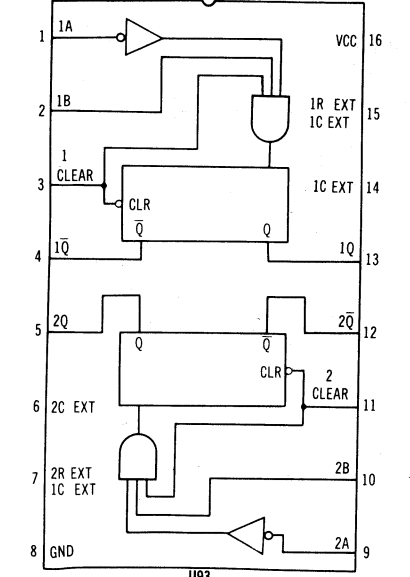 1 1A
VCC 16
2 1B
1R EXT
1C EXT 15
1
CLEAR
3
1C EXT 14
CLR
Q̅ Q
4 1Q̅
1Q 13
5 2Q
2Q̅ 12
Q Q̅
CLR
2
CLEAR
11
6 2C EXT
7 2R EXT
1C EXT
2B 10
8 GND
2A 9
U93